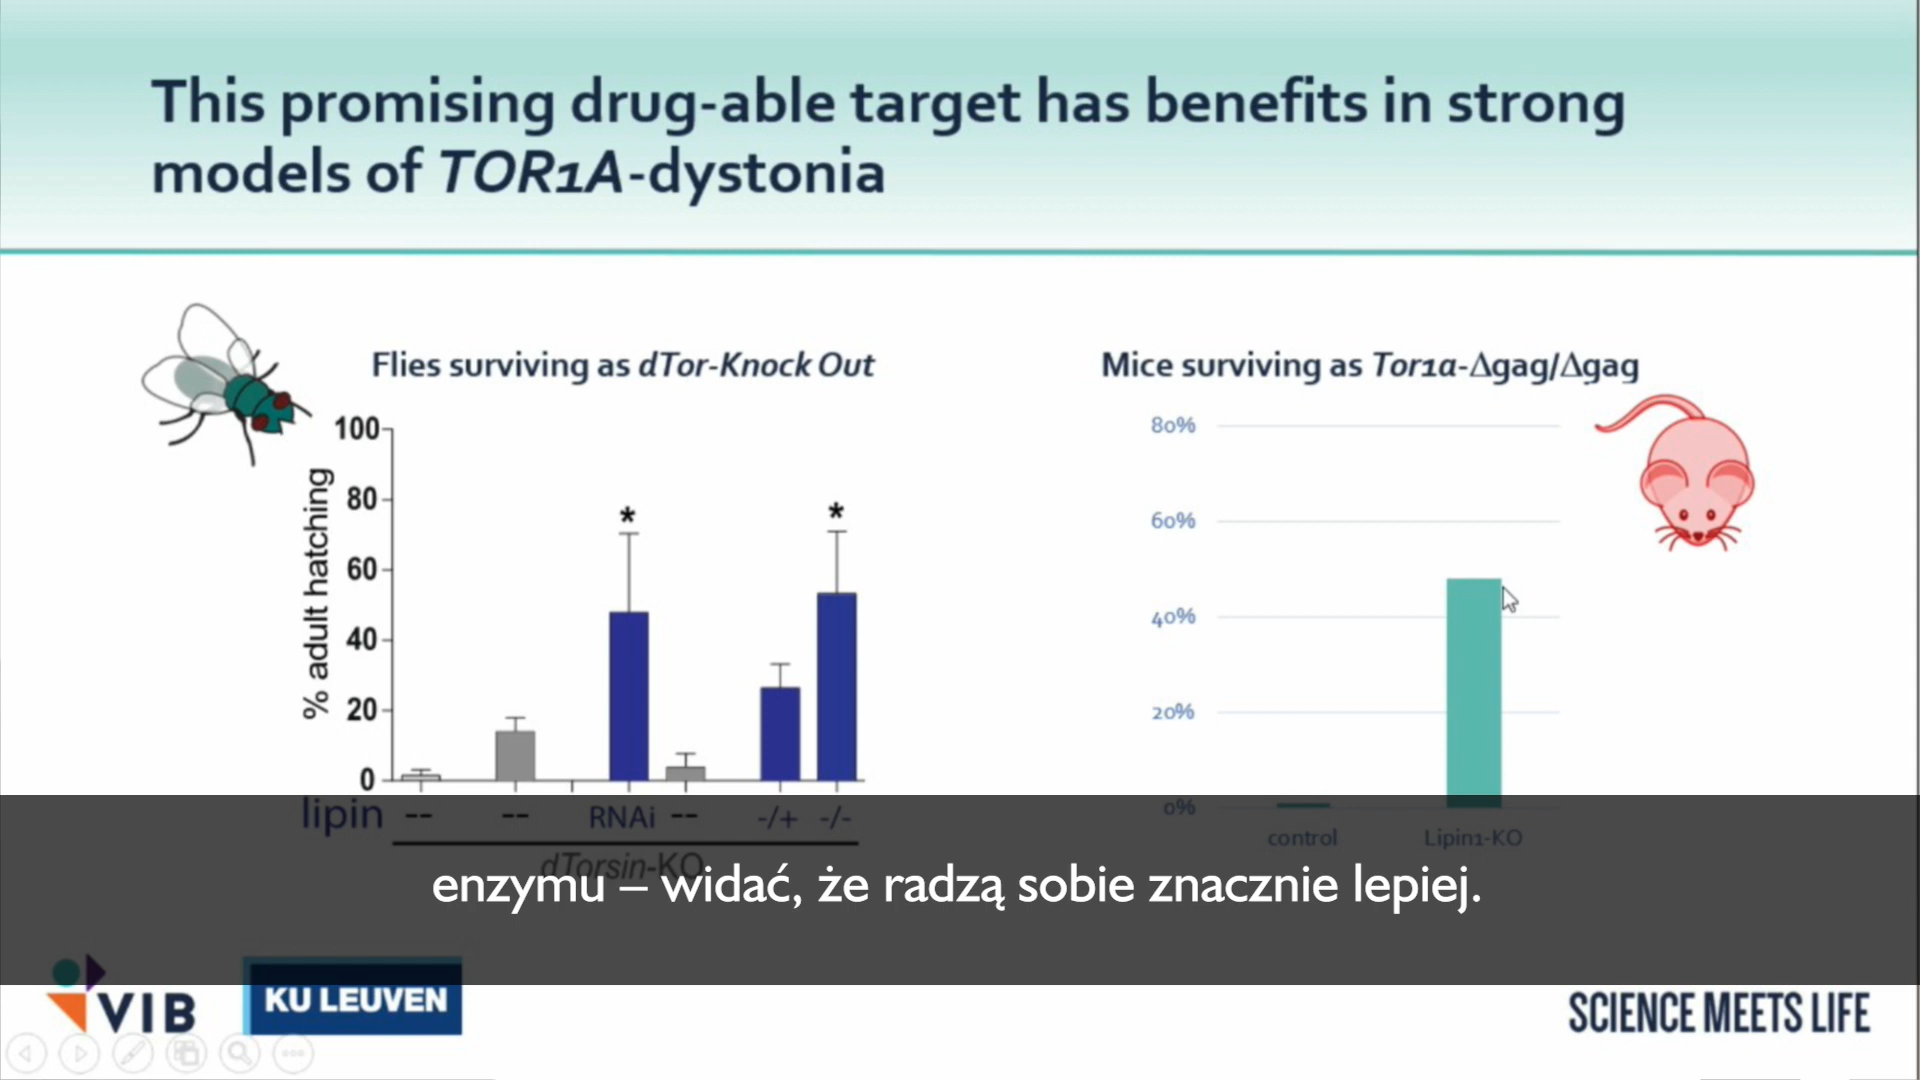 This promising drug-able target has benefits in strong
models of TOR1A-dystonia
Flies surviving as dTor-Knock Out
% adult hatching
100
80
60
40
20
0
*
*
lipin -- -- RNAi -- -/+ -/-
dTorsin-KO
Mice surviving as Tor1a-Δgag/Δgag
80%
60%
40%
20%
0%
control Lipin1-KO
enzymu – widać, że radzą sobie znacznie lepiej.
VIB
KU LEUVEN
SCIENCE MEETS LIFE